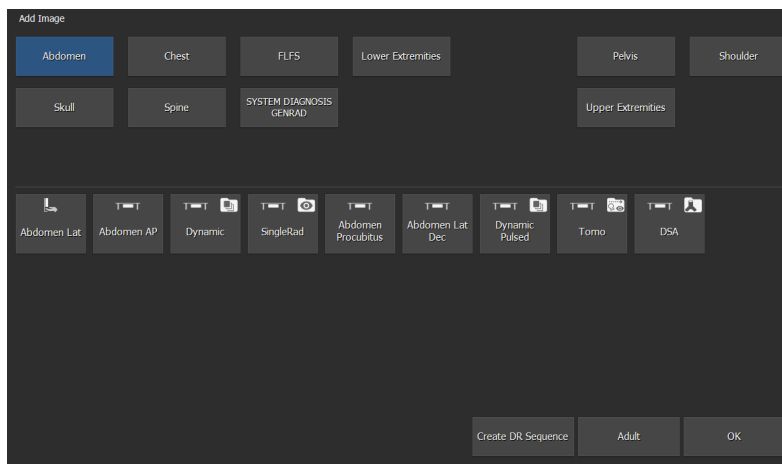 Add Image
Abdomen
Chest
FLFS
Lower Extremities
Pelvis
Shoulder
Skull
Spine
SYSTEM DIAGNOSIS
GENRAD
Upper Extremities
Abdomen Lat
Abdomen AP
Dynamic
SingleRad
Abdomen
Procubitus
Abdomen Lat
Dec
Dynamic
Pulsed
Tomo
DSA
Create DR Sequence
Adult
OK